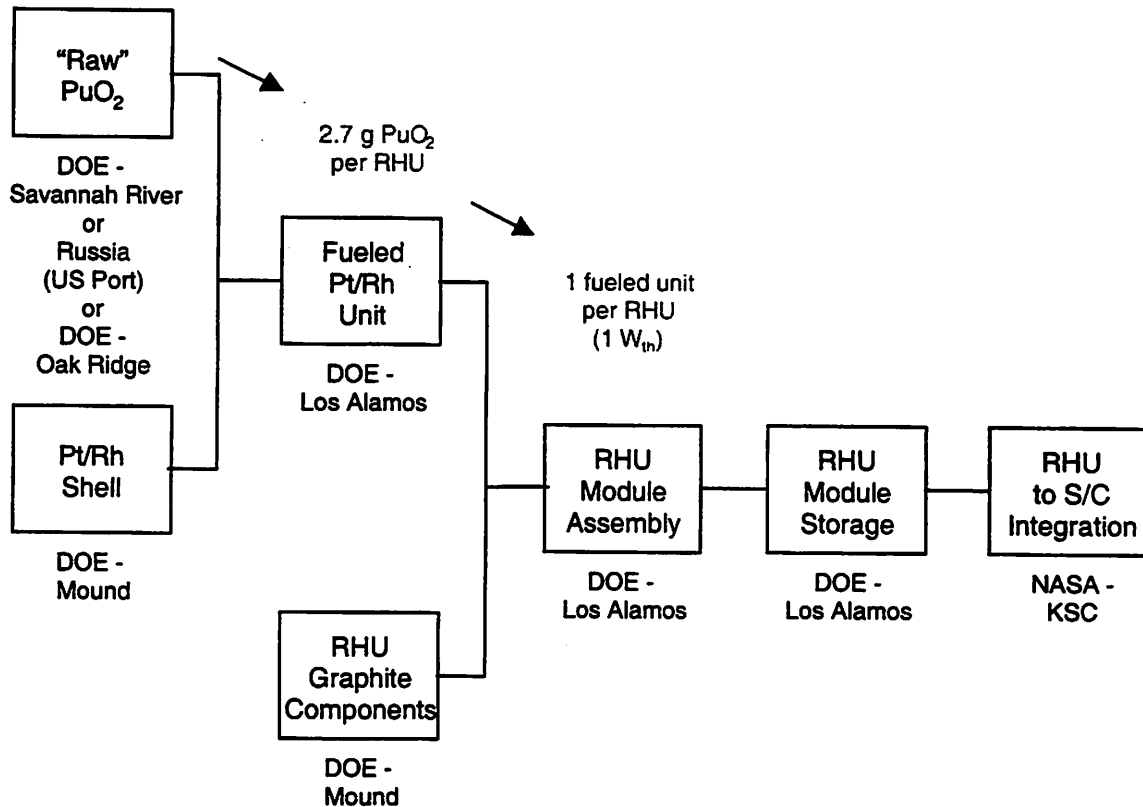 “Raw”
PuO₂
DOE -
Savannah River
or
Russia
(US Port)
or
DOE -
Oak Ridge
2.7 g PuO₂
per RHU
Pt/Rh
Shell
DOE -
Mound
Fueled
Pt/Rh
Unit
DOE -
Los Alamos
1 fueled unit
per RHU
(1 Wₜₕ)
RHU
Graphite
Components
DOE -
Mound
RHU
Module
Assembly
DOE -
Los Alamos
RHU
Module
Storage
DOE -
Los Alamos
RHU
to S/C
Integration
NASA -
KSC